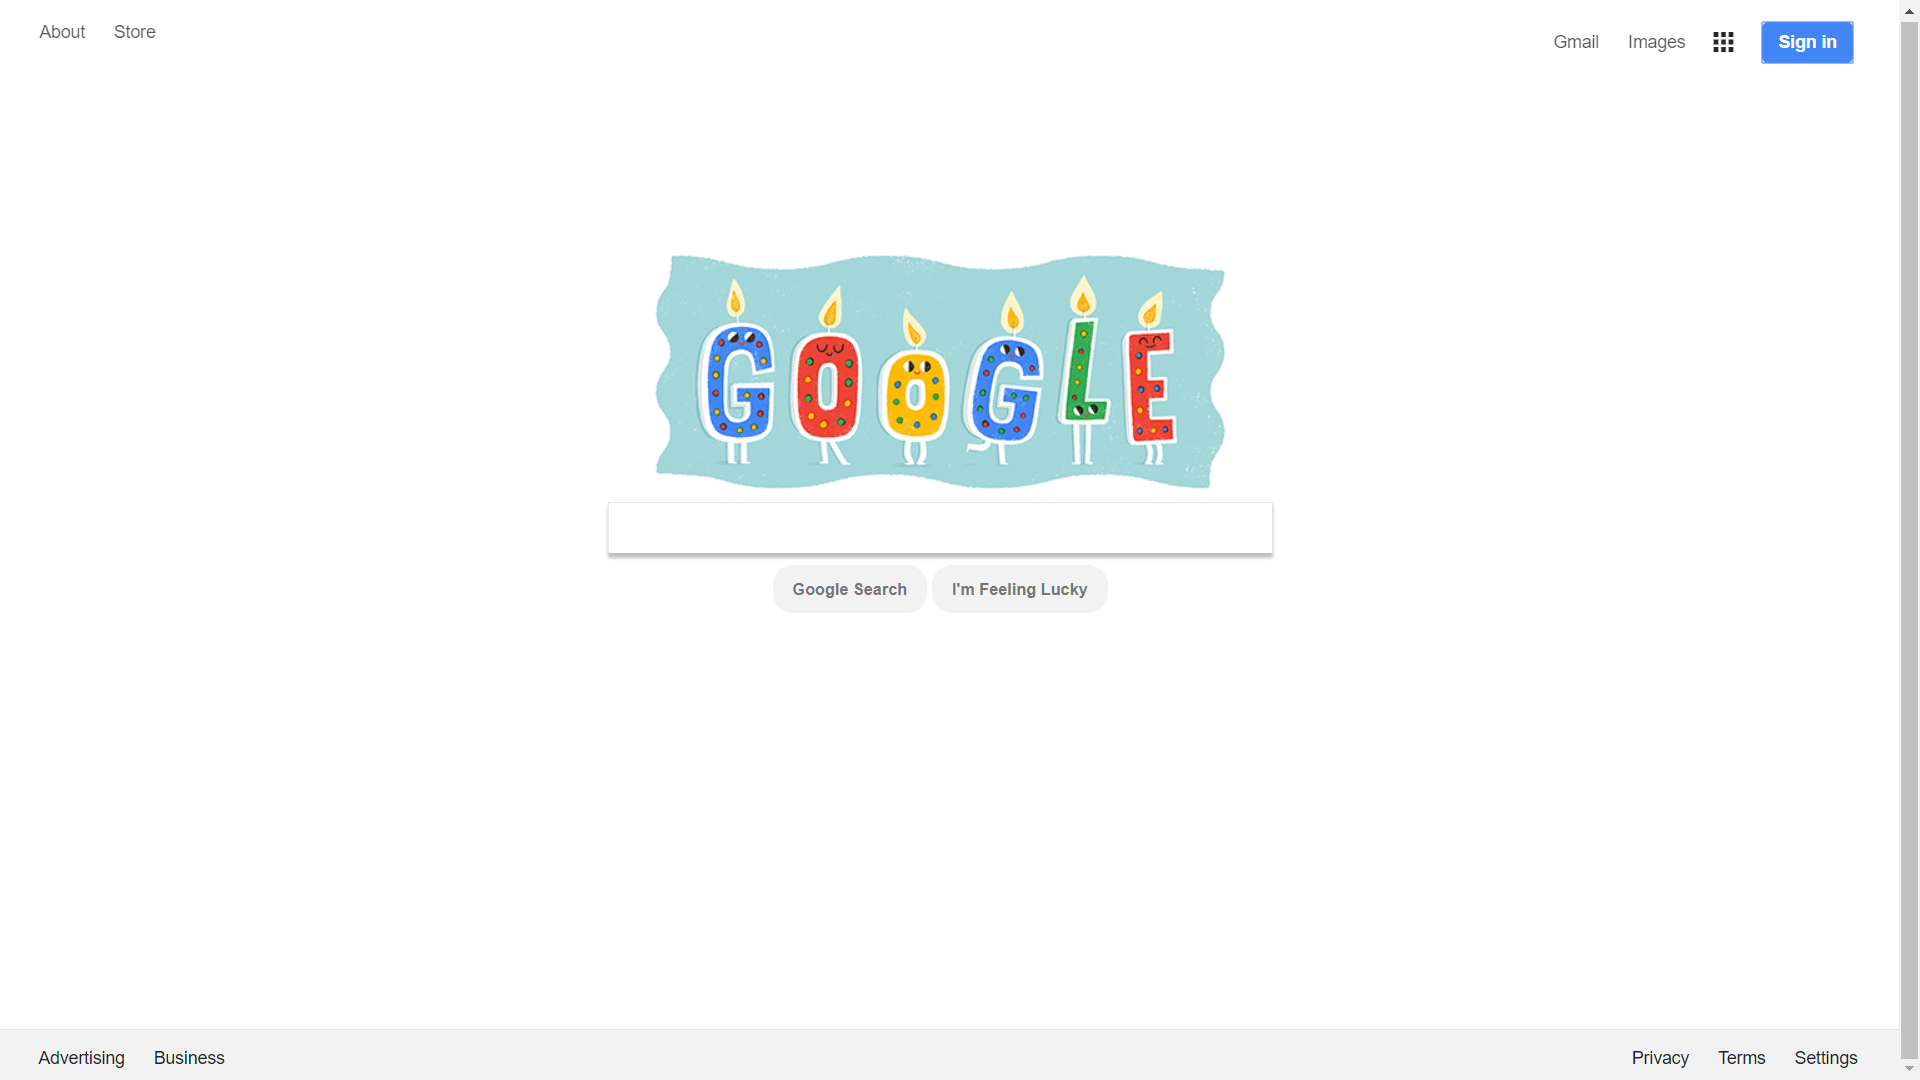 About Store
Gmail Images Sign in
GOOGLE
Google Search I'm Feeling Lucky
Advertising Business
Privacy Terms Settings